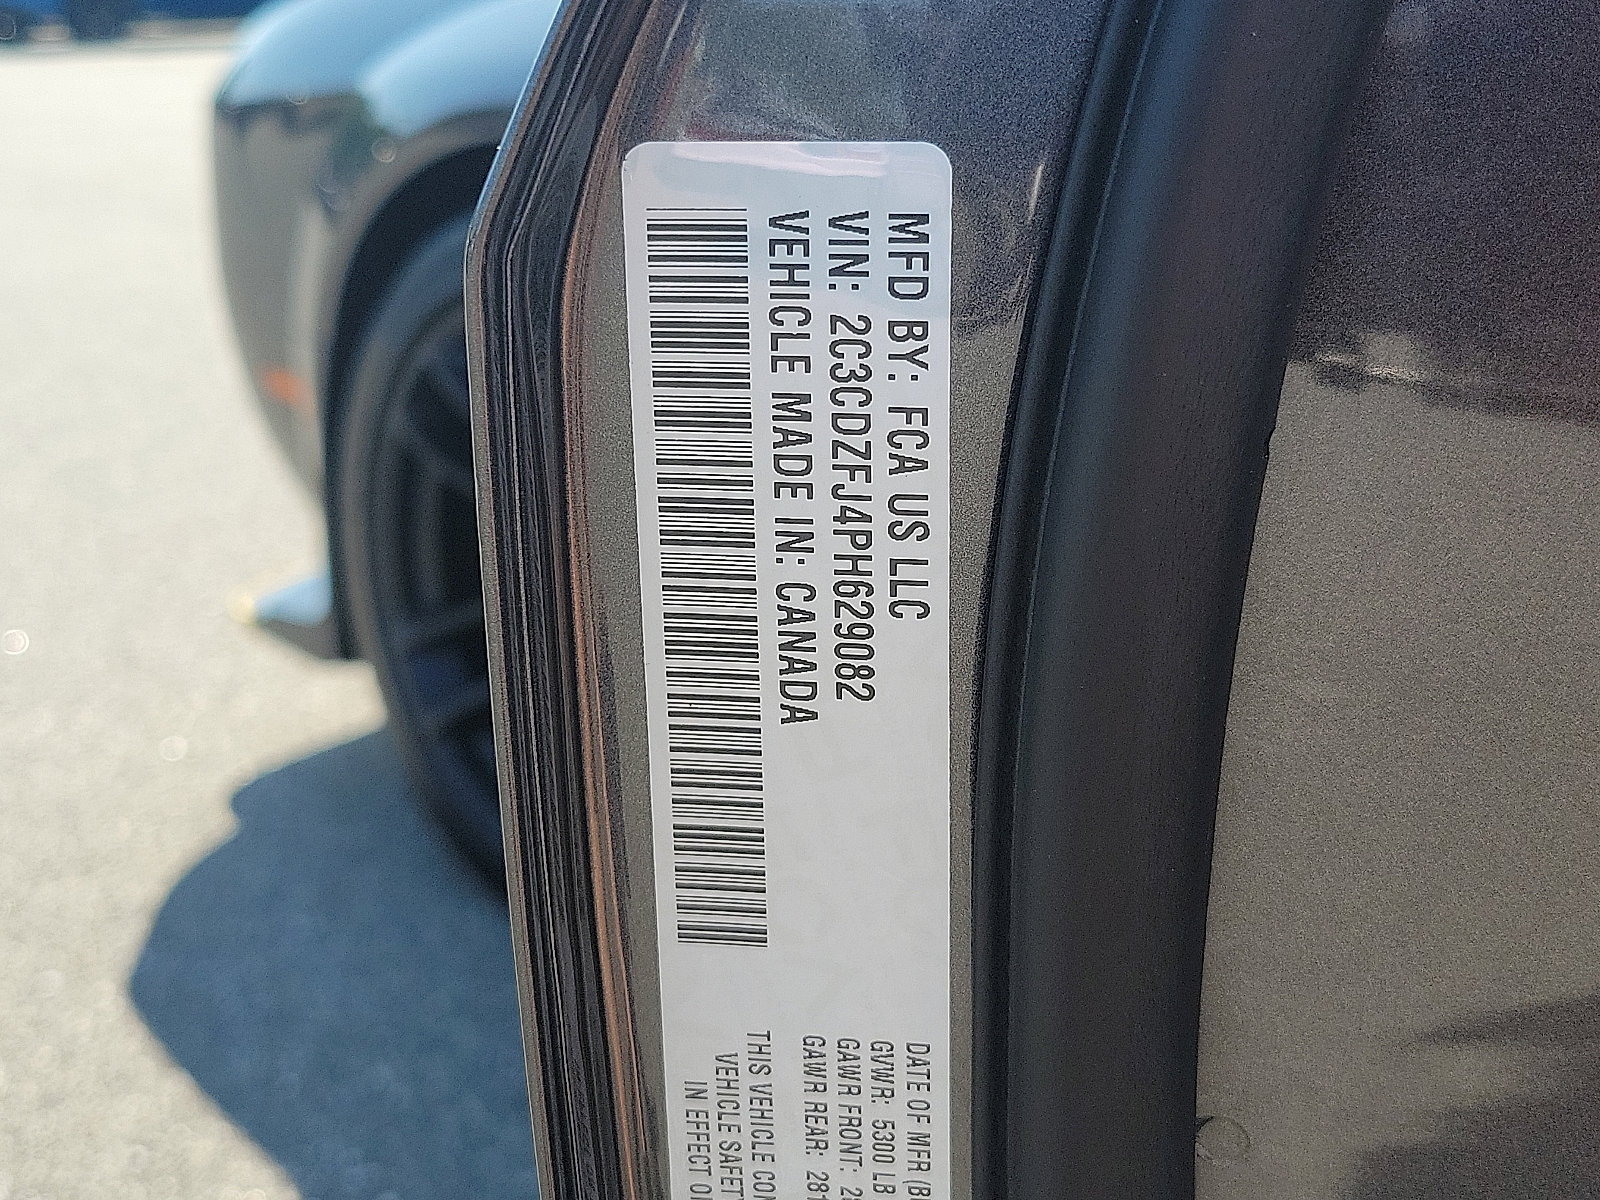 MFD BY: FCA US LLC
VIN: 2C3CDZFJ4PH629082
VEHICLE MADE IN: CANADA
DATE OF MFR
GVWR: 5300 LB
GAWR FRONT:
GAWR REAR:
THIS VEHICLE
VEHICLE
IN EFFECT